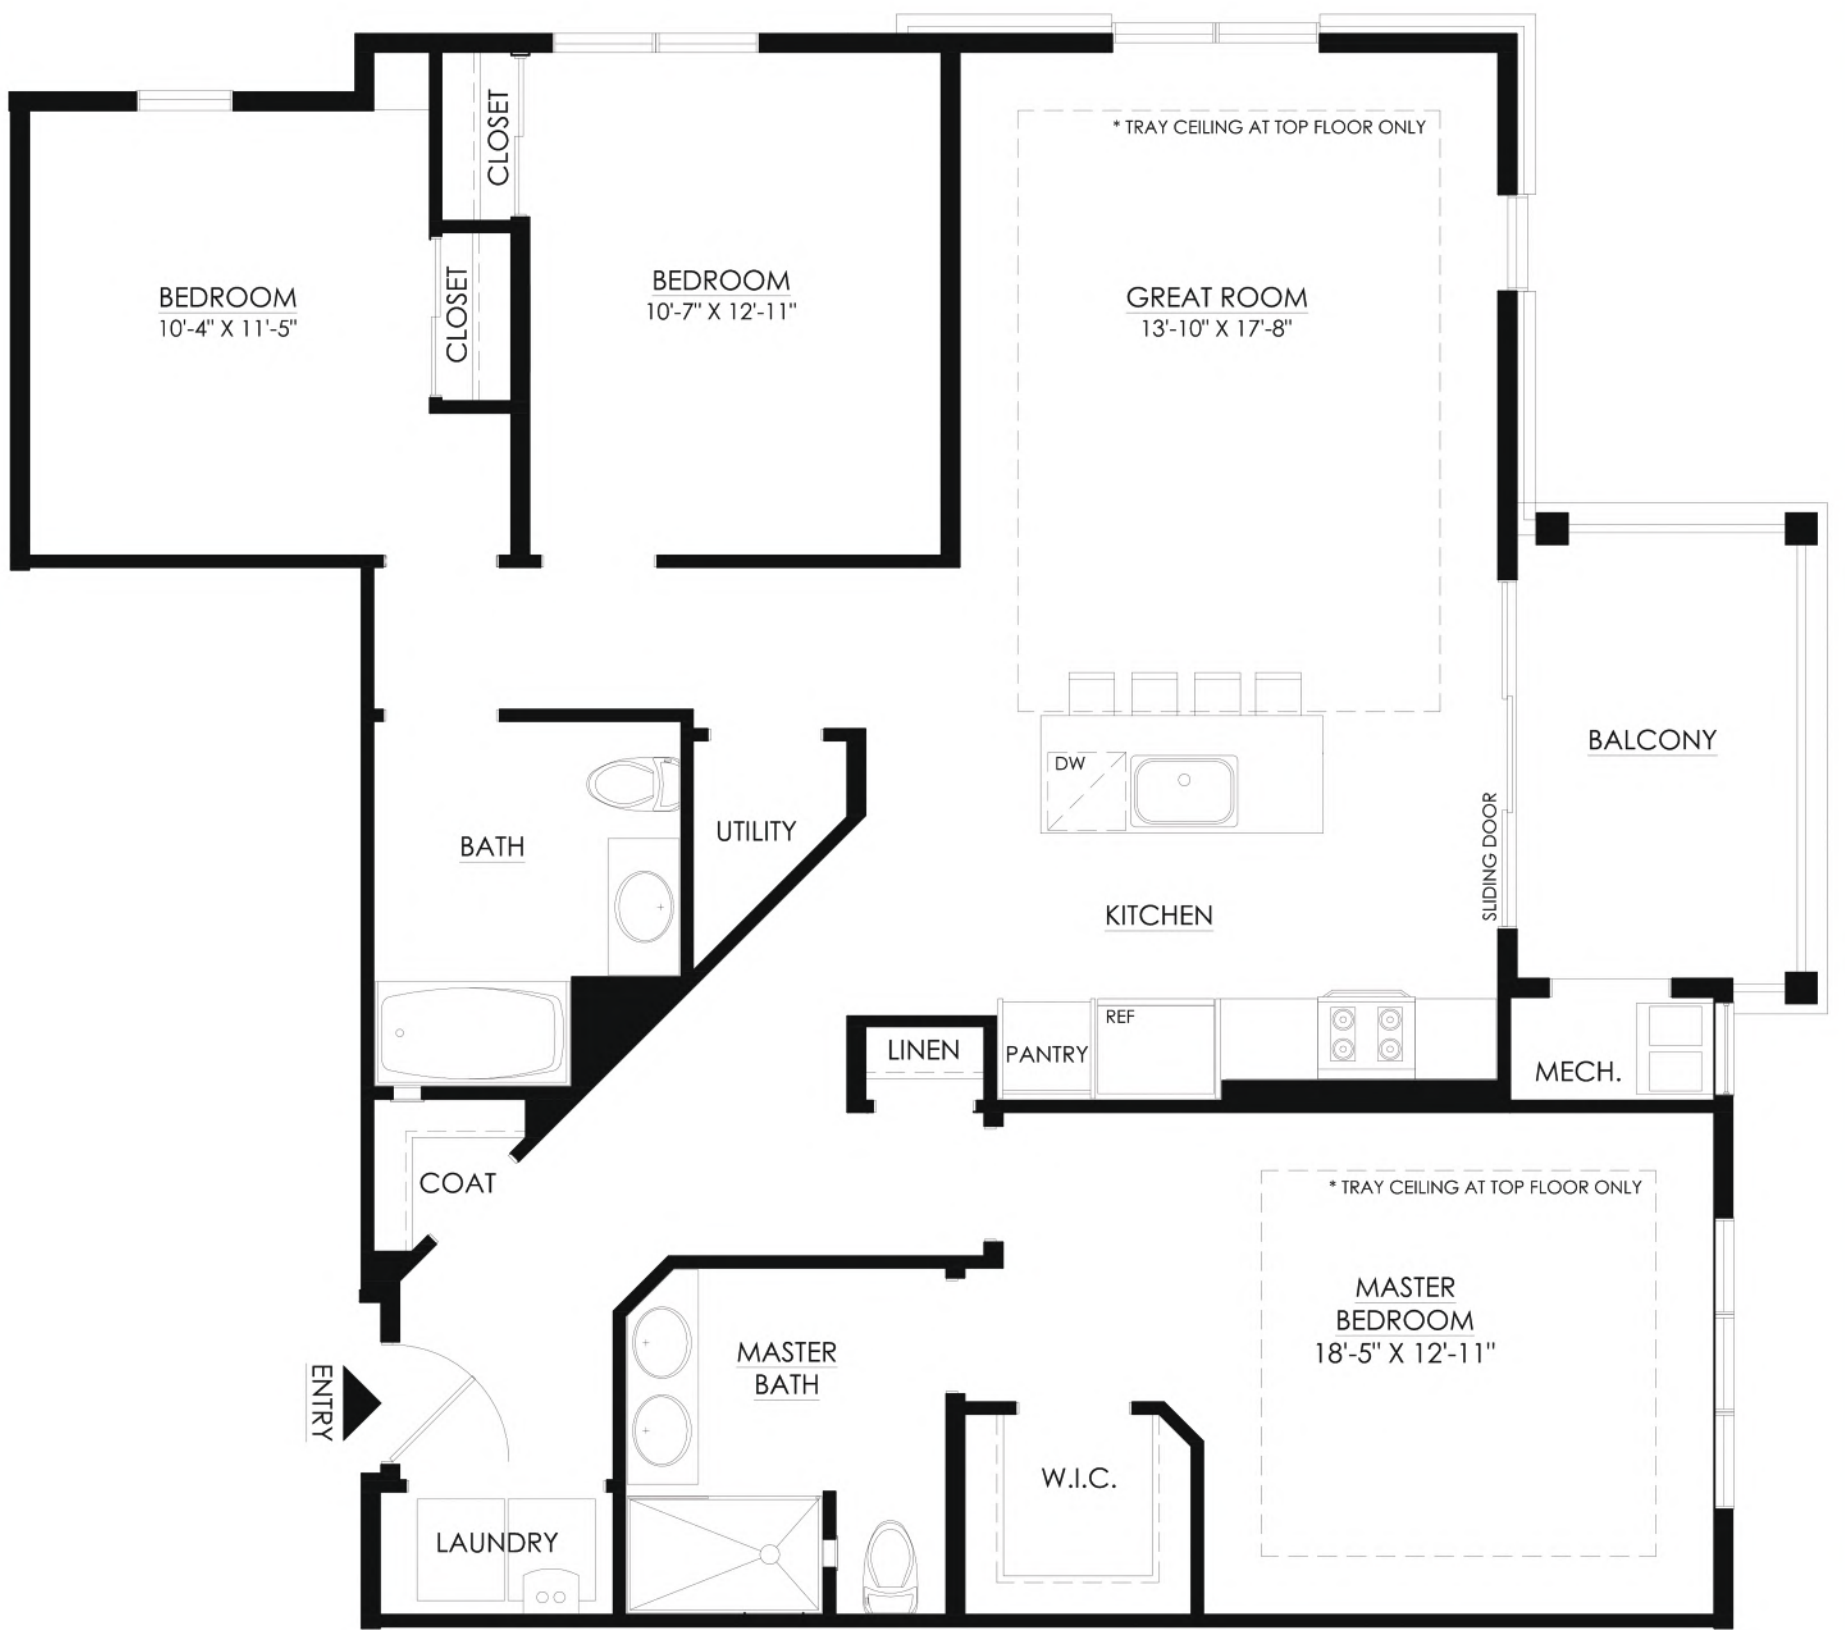 * TRAY CEILING AT TOP FLOOR ONLY
CLOSET
CLOSET
BEDROOM
10'-4" X 11'-5"
BEDROOM
10'-7" X 12'-11"
GREAT ROOM
13'-10" X 17'-8"
BALCONY
SLIDING DOOR
DW
BATH
UTILITY
KITCHEN
LINEN
PANTRY
REF
MECH.
COAT
* TRAY CEILING AT TOP FLOOR ONLY
MASTER
BEDROOM
18'-5" X 12'-11"
MASTER
BATH
ENTRY
W.I.C.
LAUNDRY